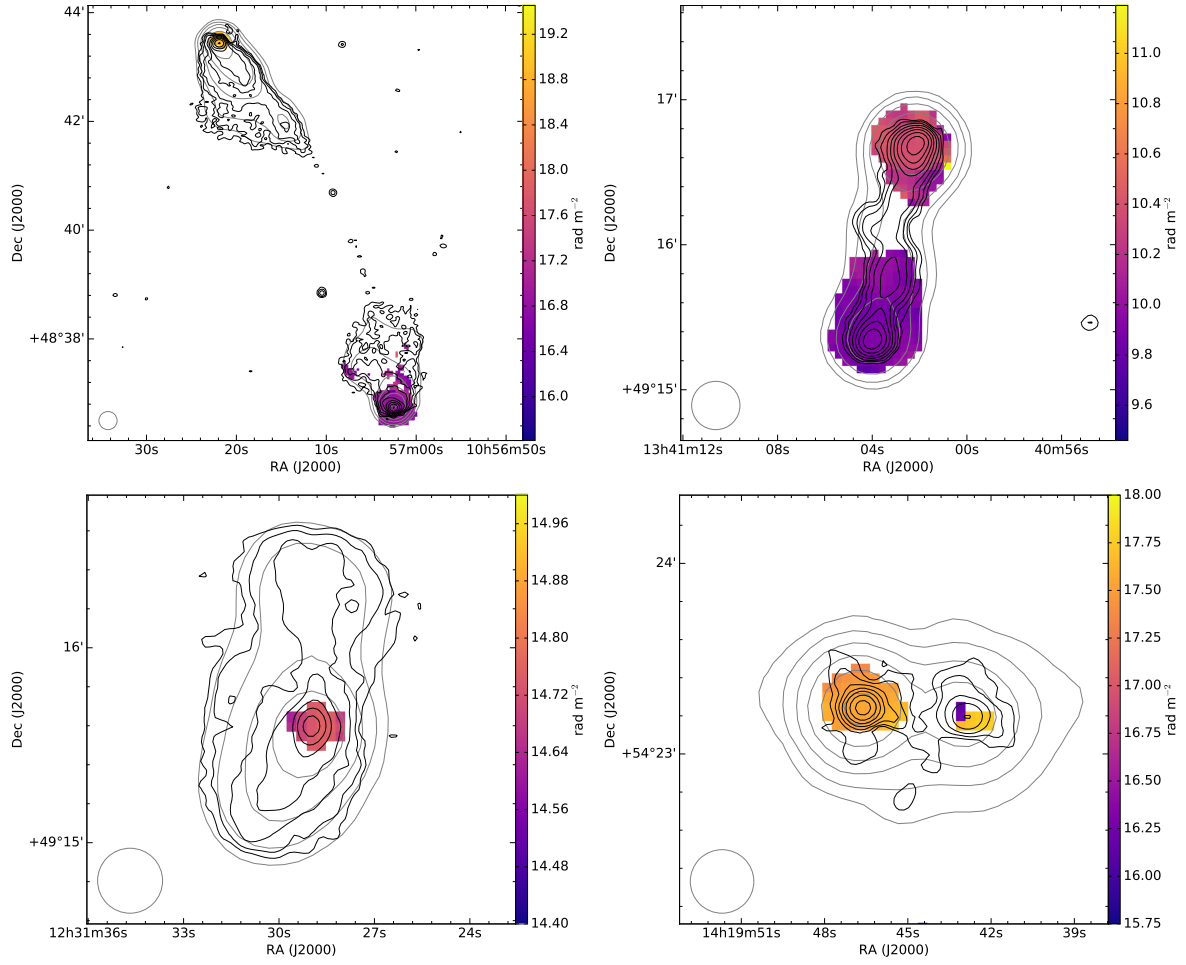 44'
42'
40'
+48°38'
Dec (J2000)
30s
20s
10s
57m00s
10h56m50s
RA (J2000)
19.2
18.8
18.4
18.0
17.6
17.2
16.8
16.4
16.0
rad m⁻²
17'
16'
+49°15'
Dec (J2000)
13h41m12s
08s
04s
00s
40m56s
RA (J2000)
11.0
10.8
10.6
10.4
10.2
10.0
9.8
9.6
rad m⁻²
16'
+49°15'
Dec (J2000)
12h31m36s
33s
30s
27s
24s
RA (J2000)
14.96
14.88
14.80
14.72
14.64
14.56
14.48
14.40
rad m⁻²
24'
+54°23'
Dec (J2000)
14h19m51s
48s
45s
42s
39s
RA (J2000)
18.00
17.75
17.50
17.25
17.00
16.75
16.50
16.25
16.00
15.75
rad m⁻²